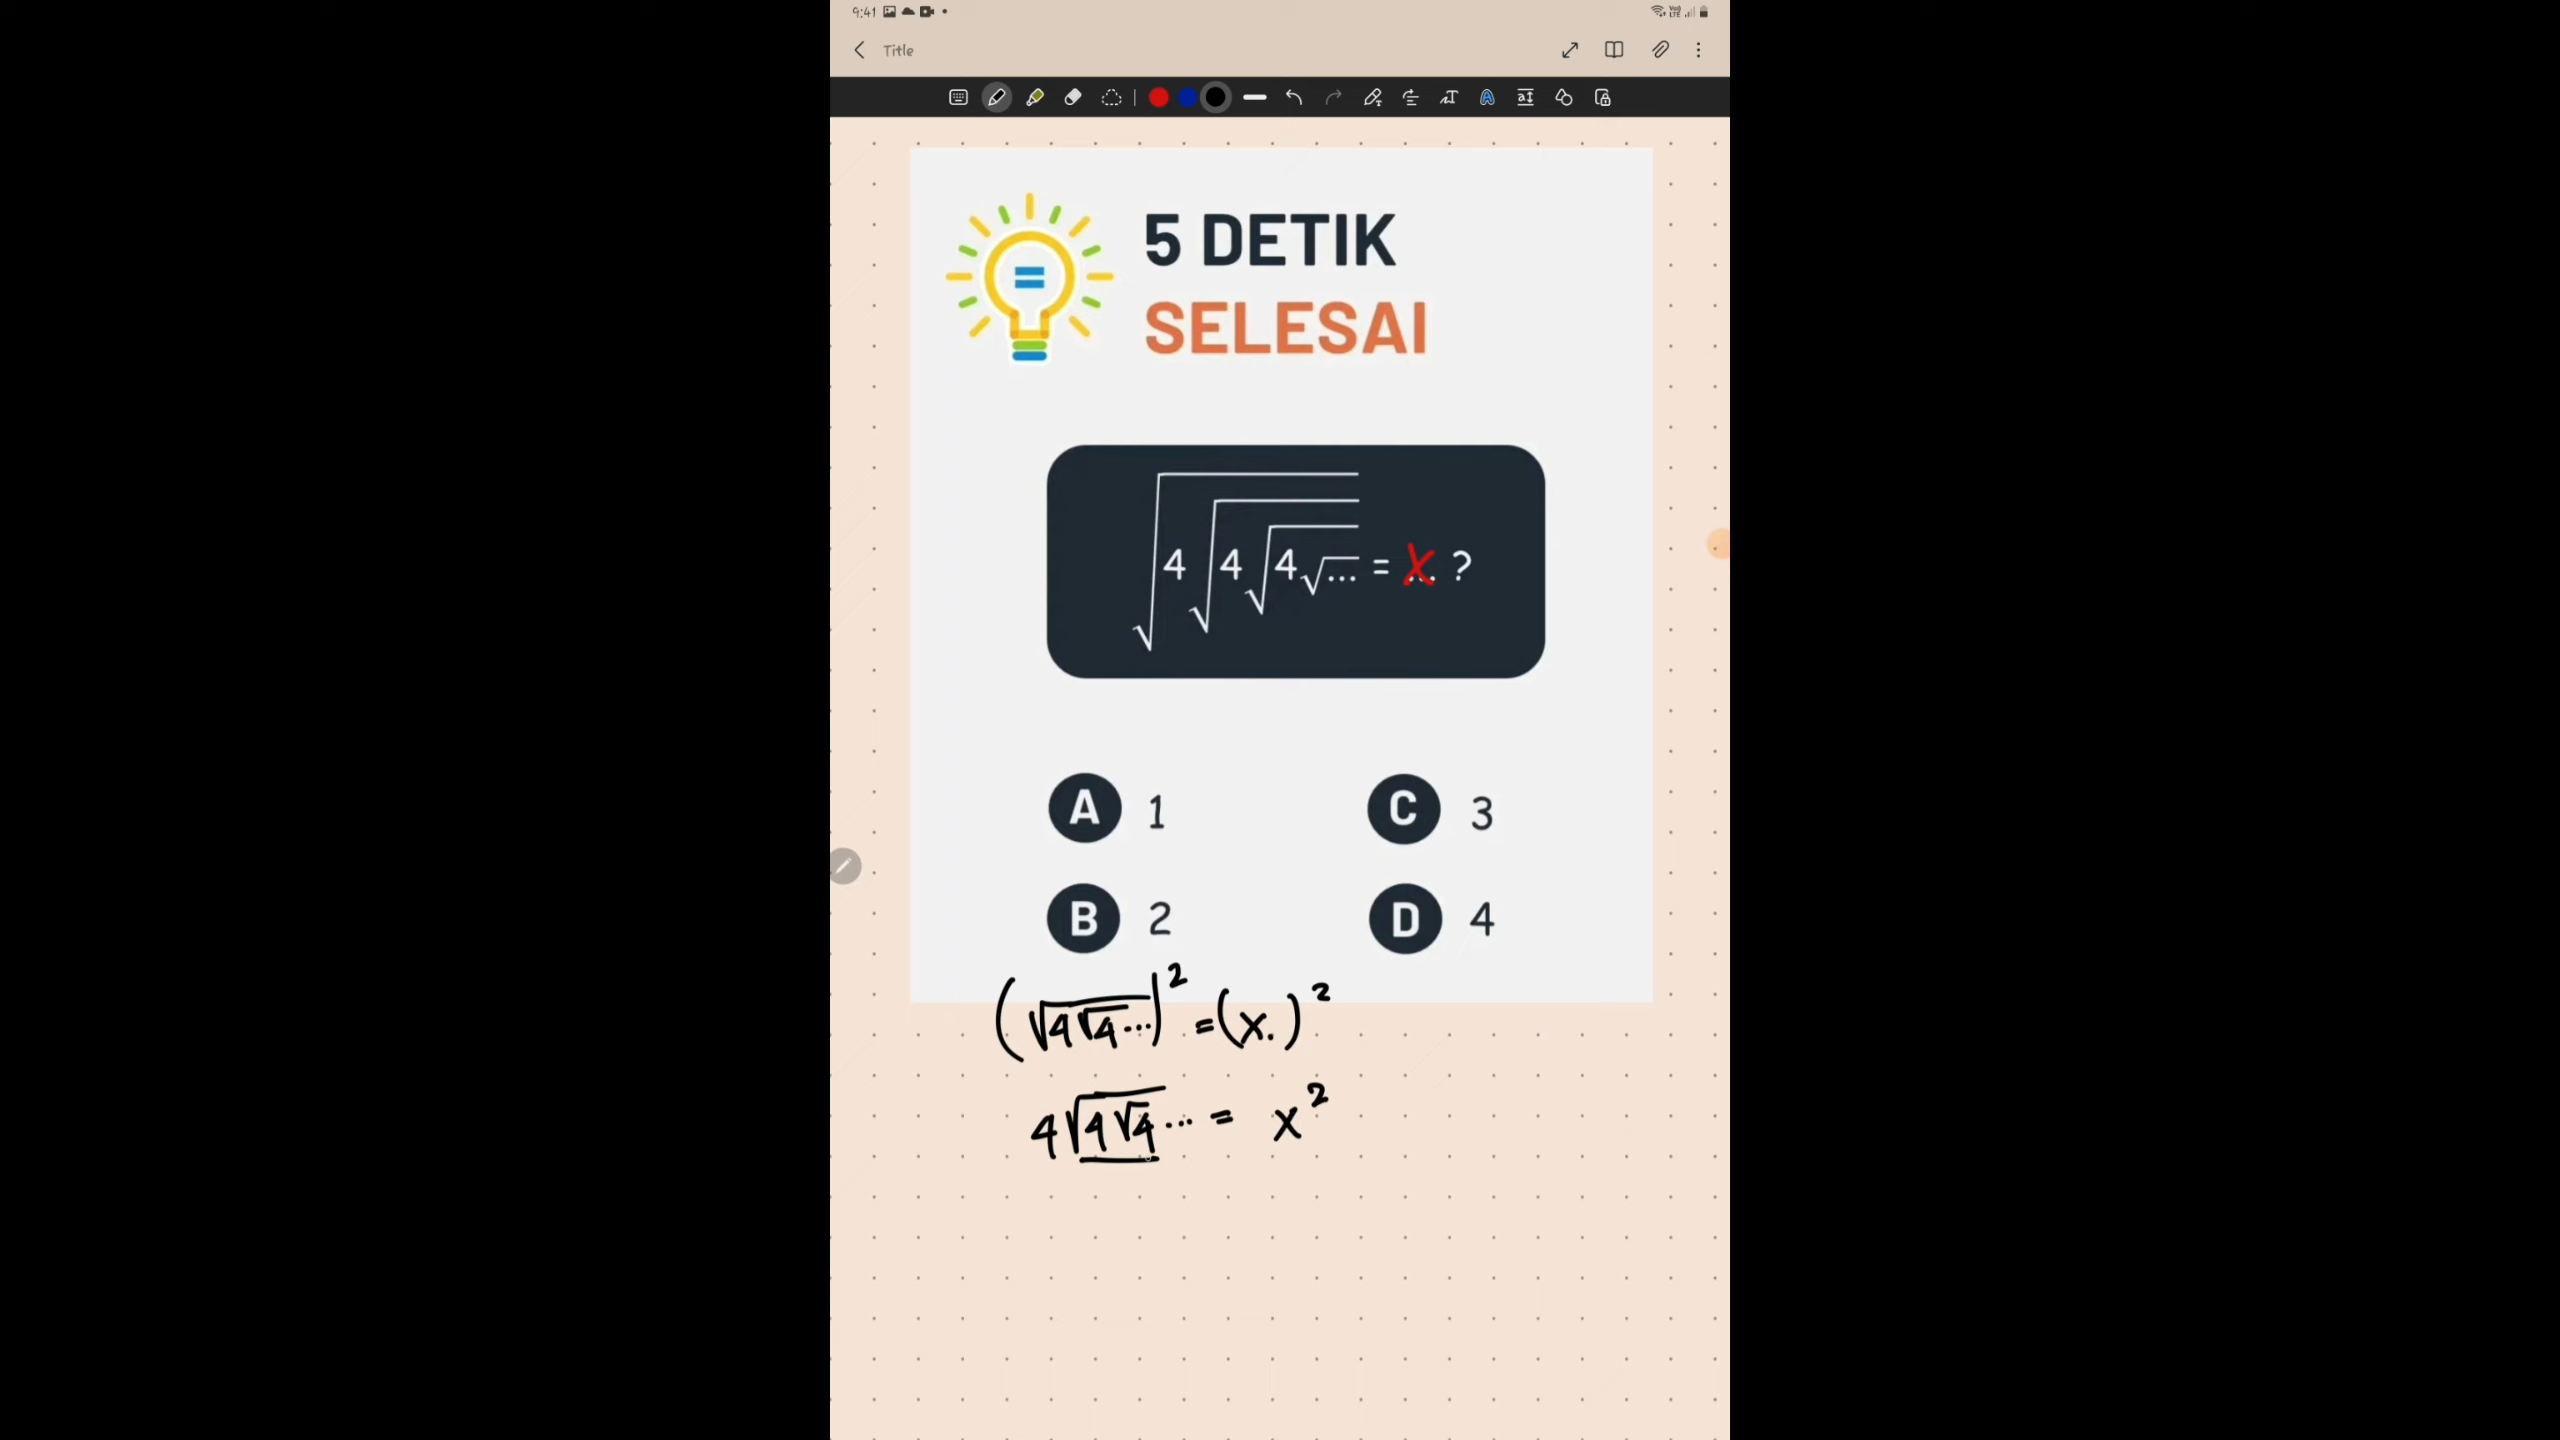 9:41
Title
5 DETIK
SELESAI
√4√4√4√... = X ?
A 1
C 3
B 2
D 4
(√4√4...)² = (x.)²
4√4√4... = x²